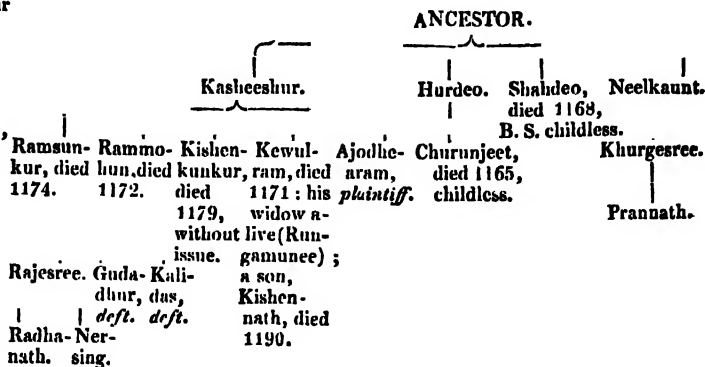 ANCESTOR.
Kasheeshur. Hurdeo. Shahdeo, Neelkaunt.
died 1168,
B. S. childless.
Ramsun- Rammo- Kishen- Kewul- Ajodhe- Churunjeet, Khurgesree.
kur, died hun, died kunkur, ram, died aram, died 1165,
1174. 1172. died 1171 : his plaintiff. childless.
1179, widow a- Prannath.
without live (Run-
issue. gamunee) ;
Rajesree. Guda- Kali- a son,
dhur, das, Kishen-
deft. deft. nath, died
Radha- Ner- 1190.
nath. sing.